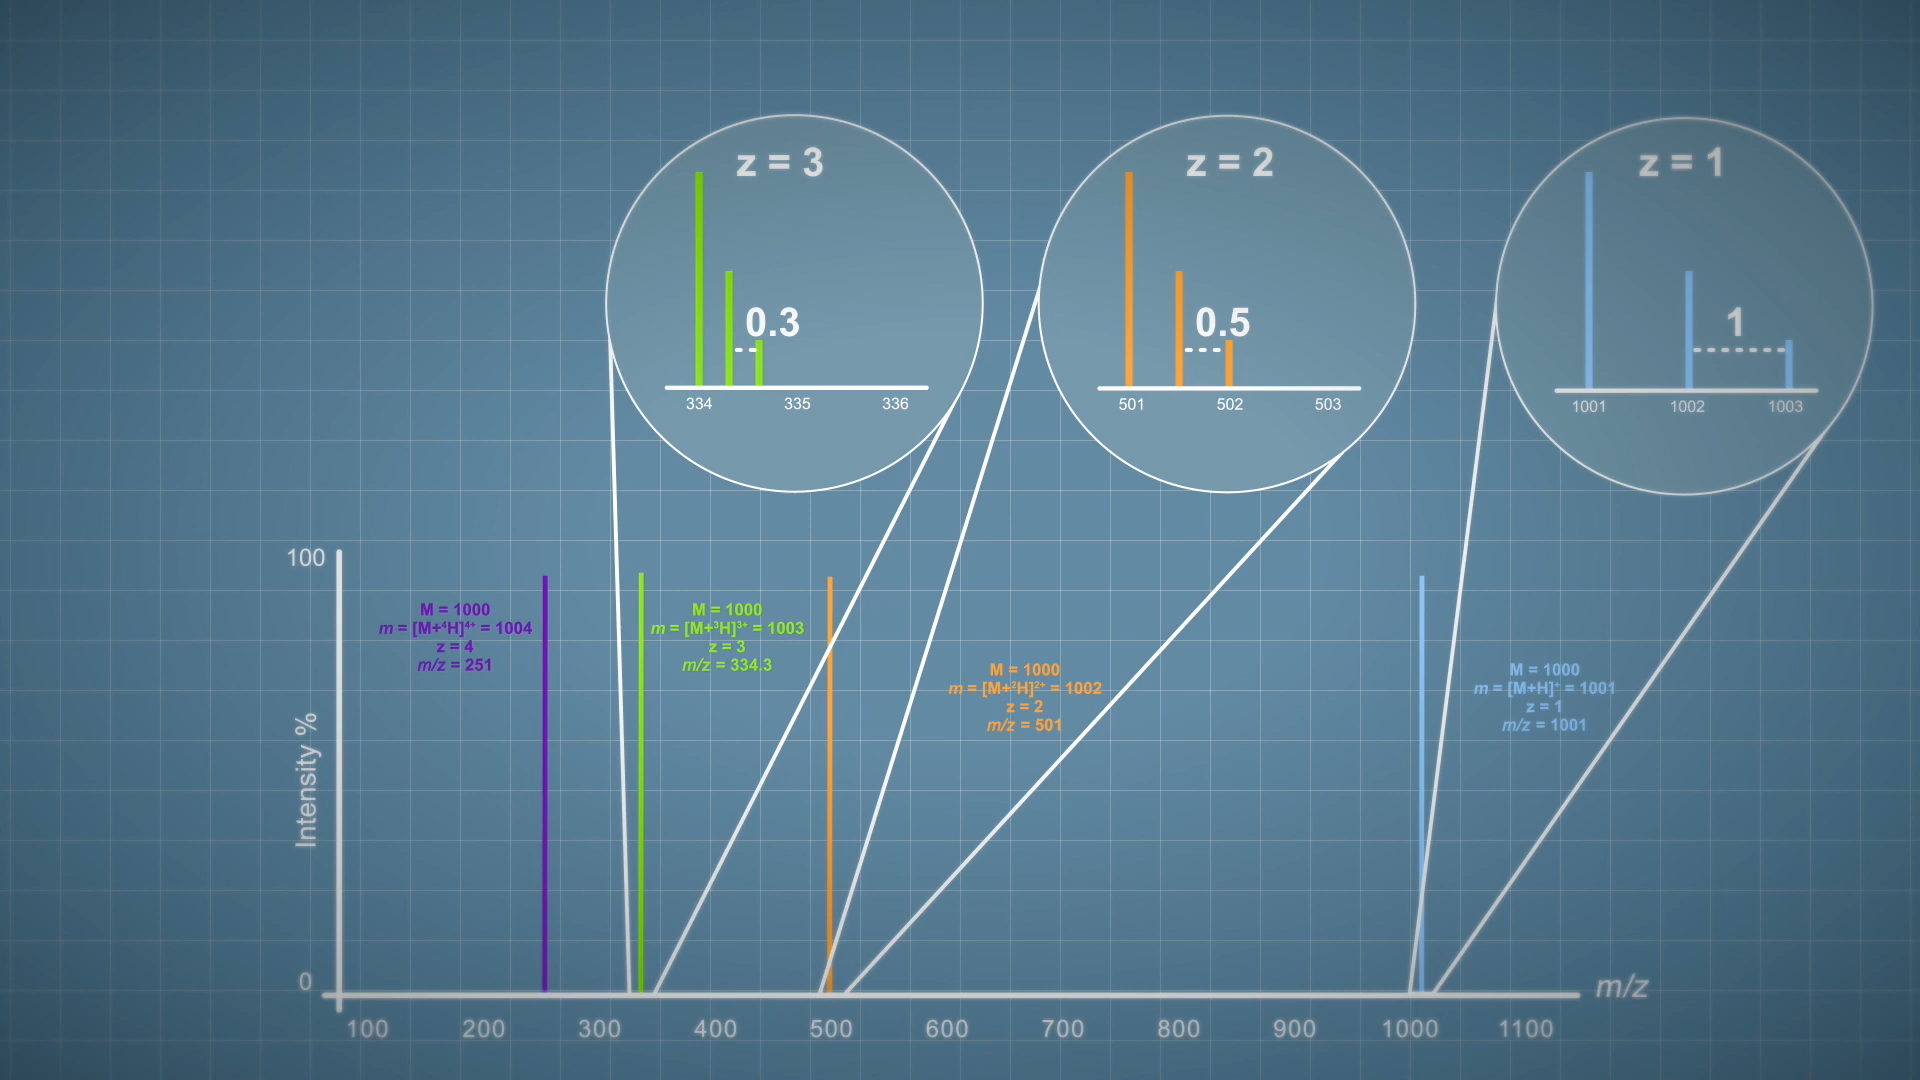 z = 3
0.3
334 335 336
z = 2
0.5
501 502 503
z = 1
1
1001 1002 1003
100
Intensity %
0
M = 1000
m = [M+⁴H]⁴⁺ = 1004
z = 4
m/z = 251
M = 1000
m = [M+³H]³⁺ = 1003
z = 3
m/z = 334.3
M = 1000
m = [M+²H]²⁺ = 1002
z = 2
m/z = 501
M = 1000
m = [M+H]⁺ = 1001
z = 1
m/z = 1001
m/z
100 200 300 400 500 600 700 800 900 1000 1100